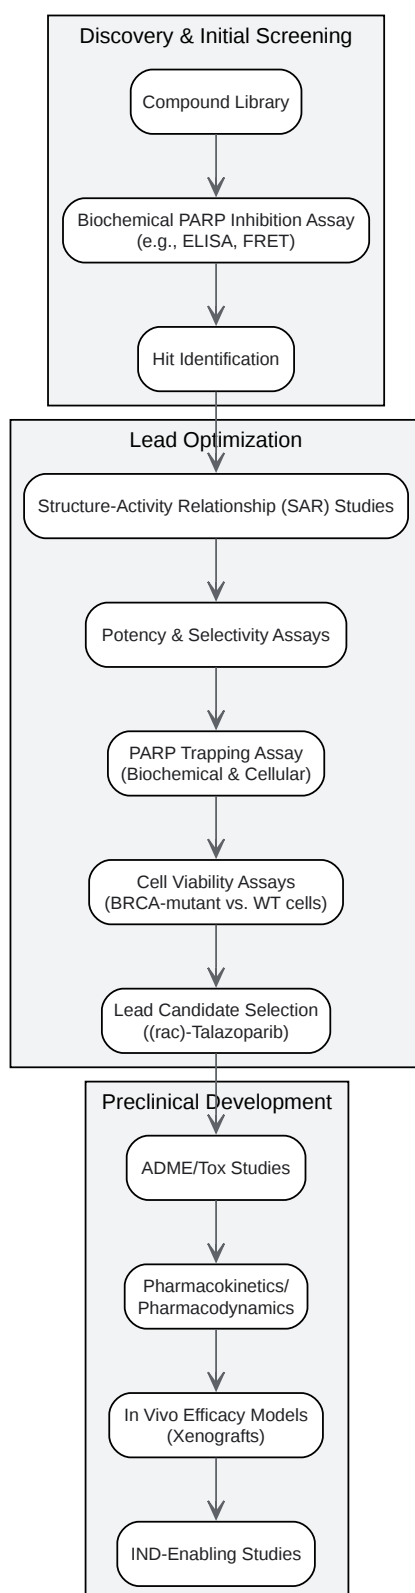 Discovery & Initial Screening
Compound Library
Biochemical PARP Inhibition Assay
(e.g., ELISA, FRET)
Hit Identification
Lead Optimization
Structure-Activity Relationship (SAR) Studies
Potency & Selectivity Assays
PARP Trapping Assay
(Biochemical & Cellular)
Cell Viability Assays
(BRCA-mutant vs. WT cells)
Lead Candidate Selection
((rac)-Talazoparib)
Preclinical Development
ADME/Tox Studies
Pharmacokinetics/
Pharmacodynamics
In Vivo Efficacy Models
(Xenografts)
IND-Enabling Studies